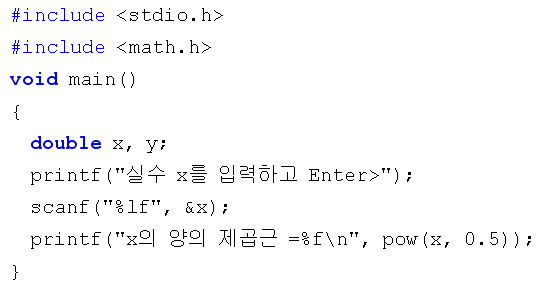 #include <stdio.h>
#include <math.h>
void main()
{
double x, y;
printf("실수 x를 입력하고 Enter>");
scanf("%lf", &x);
printf("x의 양의 제곱근 =%f\n", pow(x, 0.5));
}